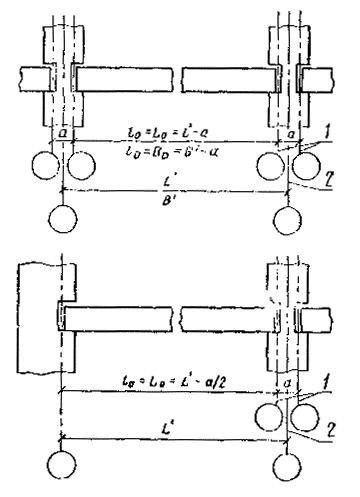 a
l₀ = L₀ = L' - a
a
1
l₀ = B₀ = B' - a
2
L'
B'
l₀ = L₀ = L' - a/2
a
1
2
L'